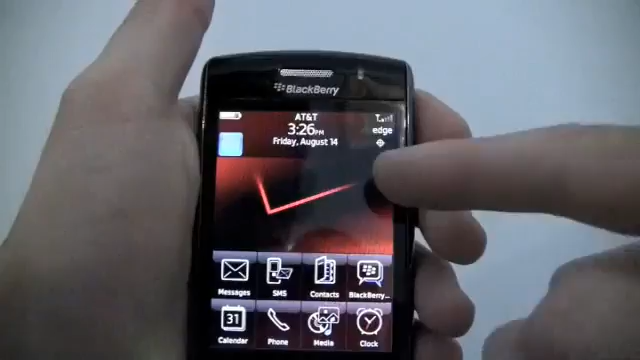 BlackBerry
AT&T
3:26PM
edge
Friday, August 14
Messages
SMS
Contacts
BlackBerry...
31
Calendar
Phone
Media
Clock